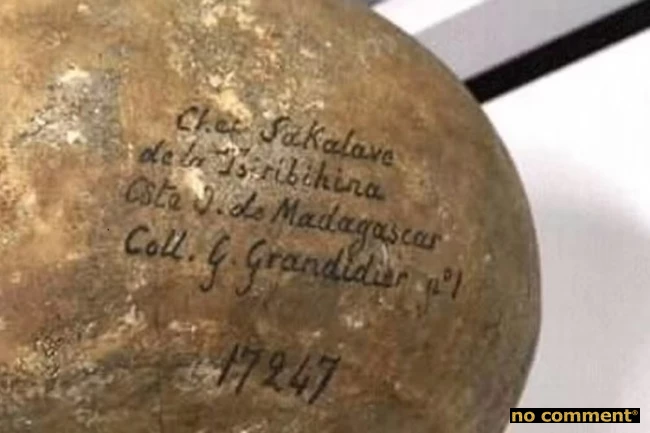 Chef Sakalave
de la Tsiribihina
Côte O. de Madagascar
Coll. G. Grandidier n°1
17247
no comment®